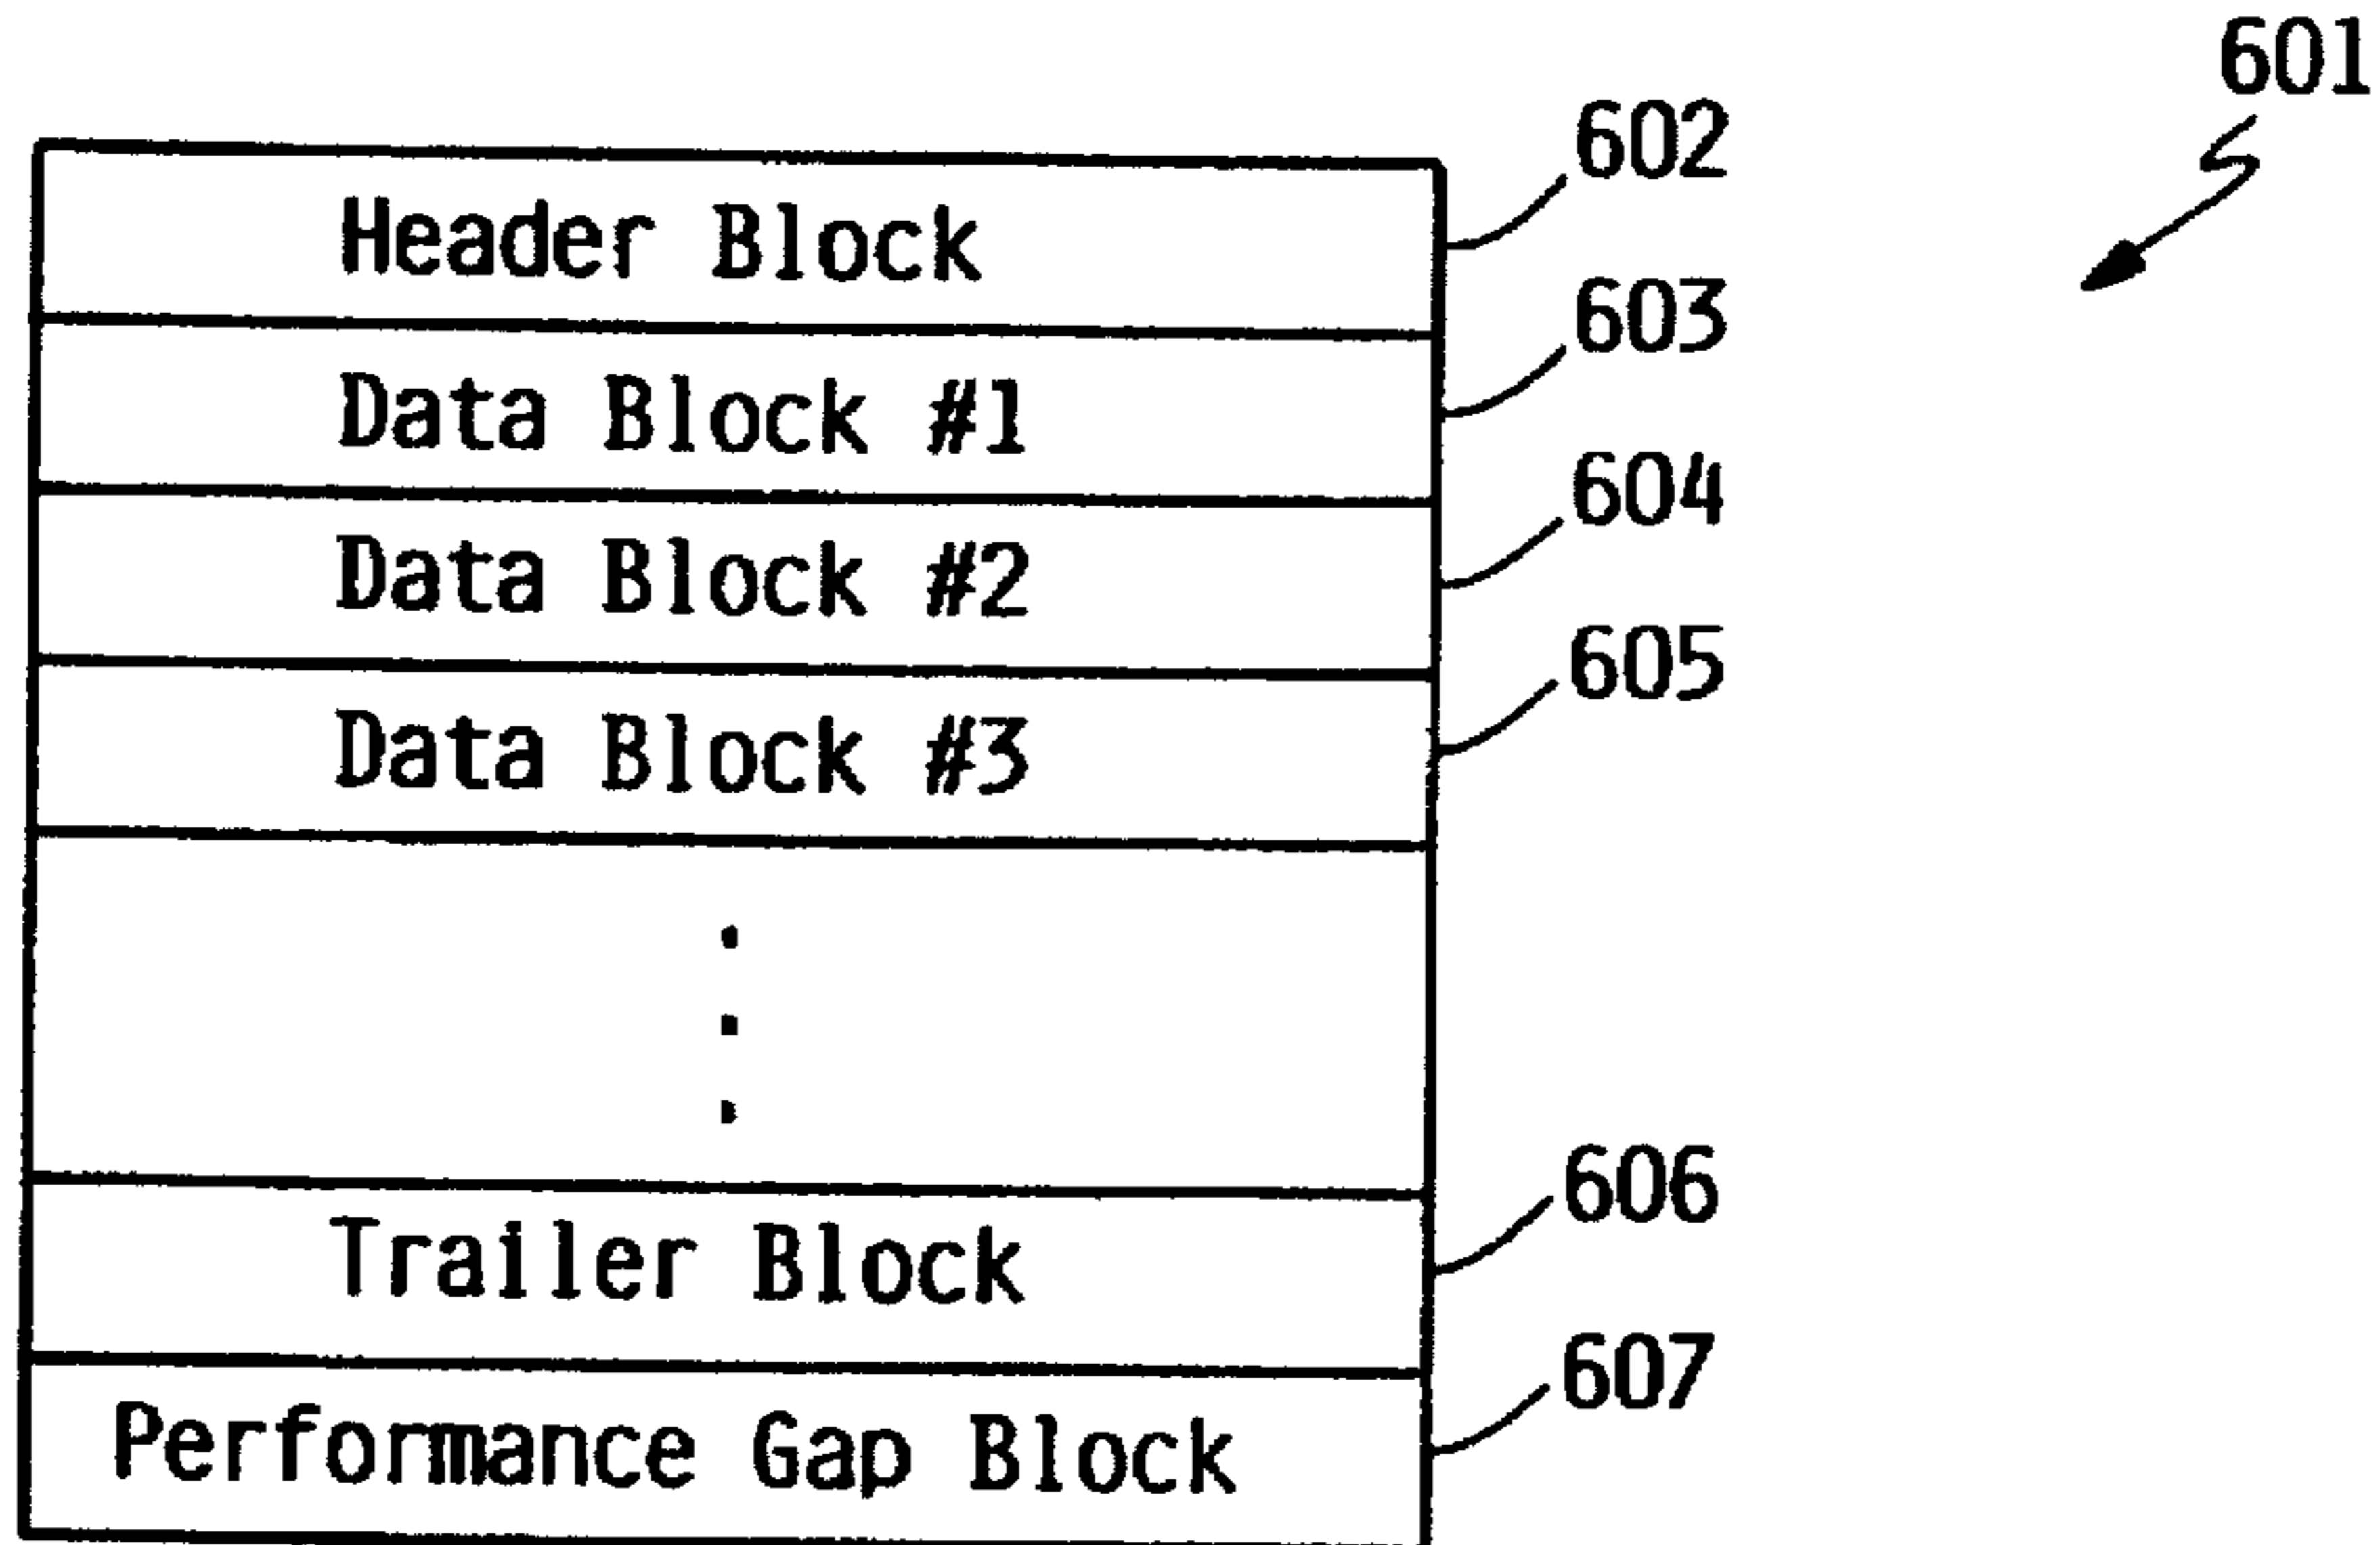 601
Header Block 602
Data Block #1 603
Data Block #2 604
Data Block #3 605
Trailer Block 606
Performance Gap Block 607